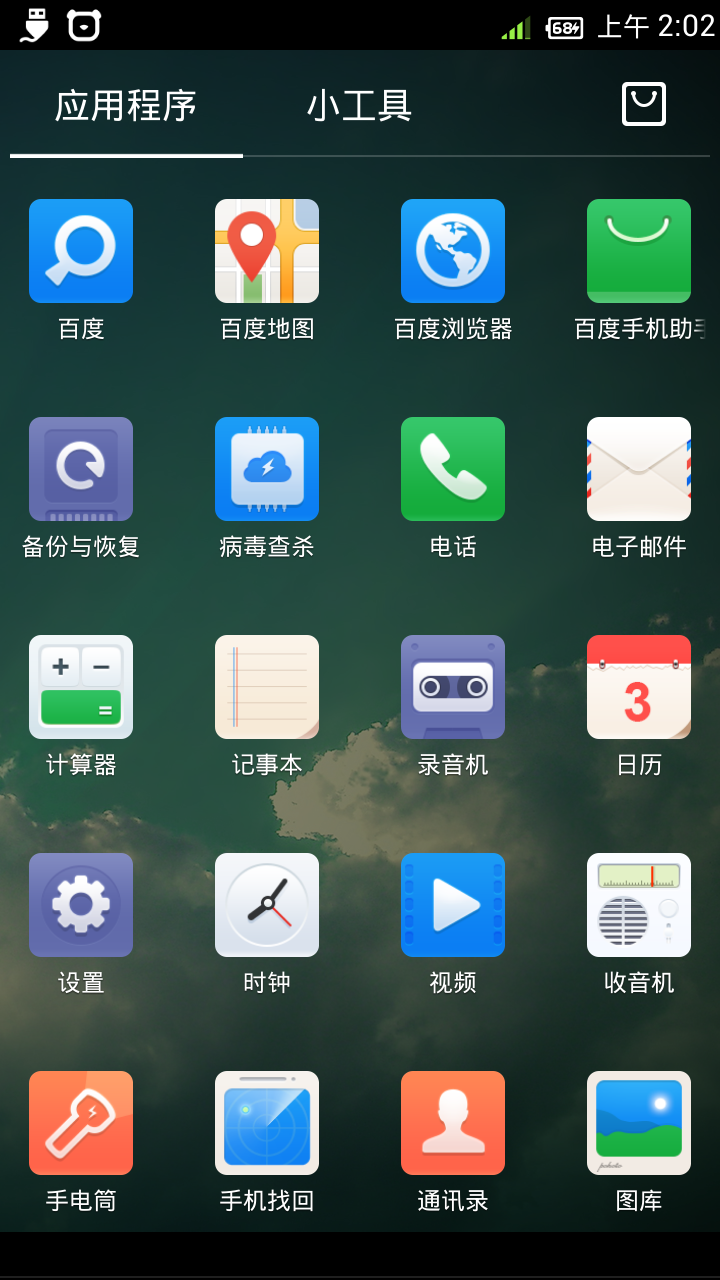 68
上午 2:02
应用程序 小工具
百度 百度地图 百度浏览器 百度手机助手
备份与恢复 病毒查杀 电话 电子邮件
+ −
=
3
计算器 记事本 录音机 日历
设置 时钟 视频 收音机
手电筒 手机找回 通讯录 图库